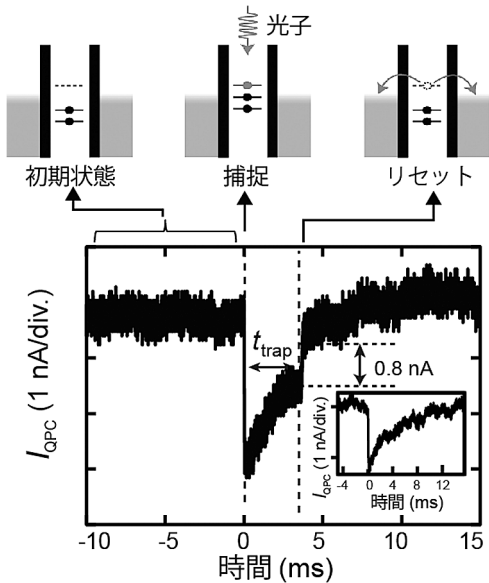 光子
初期状態
捕捉
リセット
I_QPC (1 nA/div.)
t_trap
0.8 nA
I_QPC (1 nA/div.)
-4 0 4 8 12
時間 (ms)
-10 -5 0 5 10 15
時間 (ms)